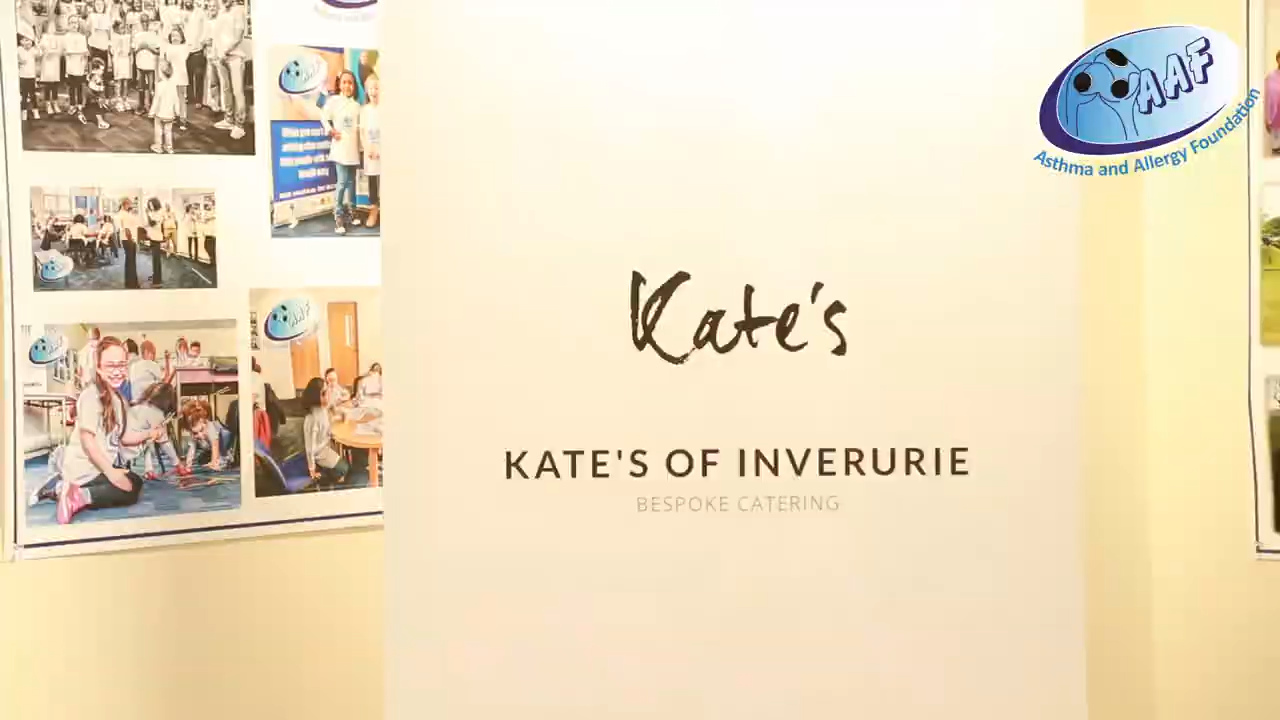 AAF
Asthma and Allergy Foundation
Kate's
KATE'S OF INVERURIE
BESPOKE CATERING